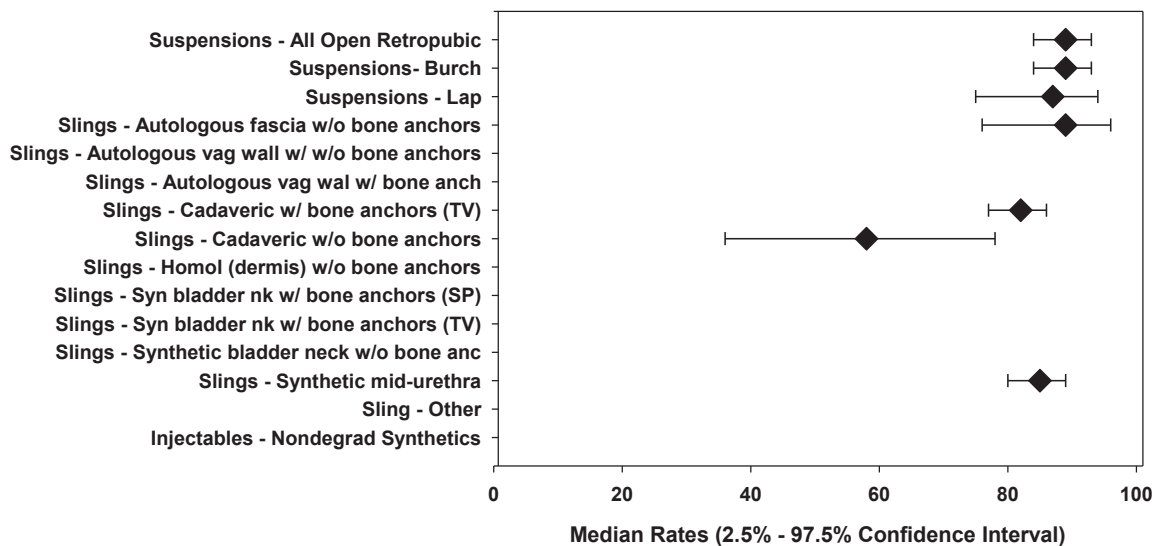 Suspensions - All Open Retropubic
Suspensions- Burch
Suspensions - Lap
Slings - Autologous fascia w/o bone anchors
Slings - Autologous vag wall w/ w/o bone anchors
Slings - Autologous vag wal w/ bone anch
Slings - Cadaveric w/ bone anchors (TV)
Slings - Cadaveric w/o bone anchors
Slings - Homol (dermis) w/o bone anchors
Slings - Syn bladder nk w/ bone anchors (SP)
Slings - Syn bladder nk w/ bone anchors (TV)
Slings - Synthetic bladder neck w/o bone anc
Slings - Synthetic mid-urethra
Sling - Other
Injectables - Nondegrad Synthetics
0 20 40 60 80 100
Median Rates (2.5% - 97.5% Confidence Interval)